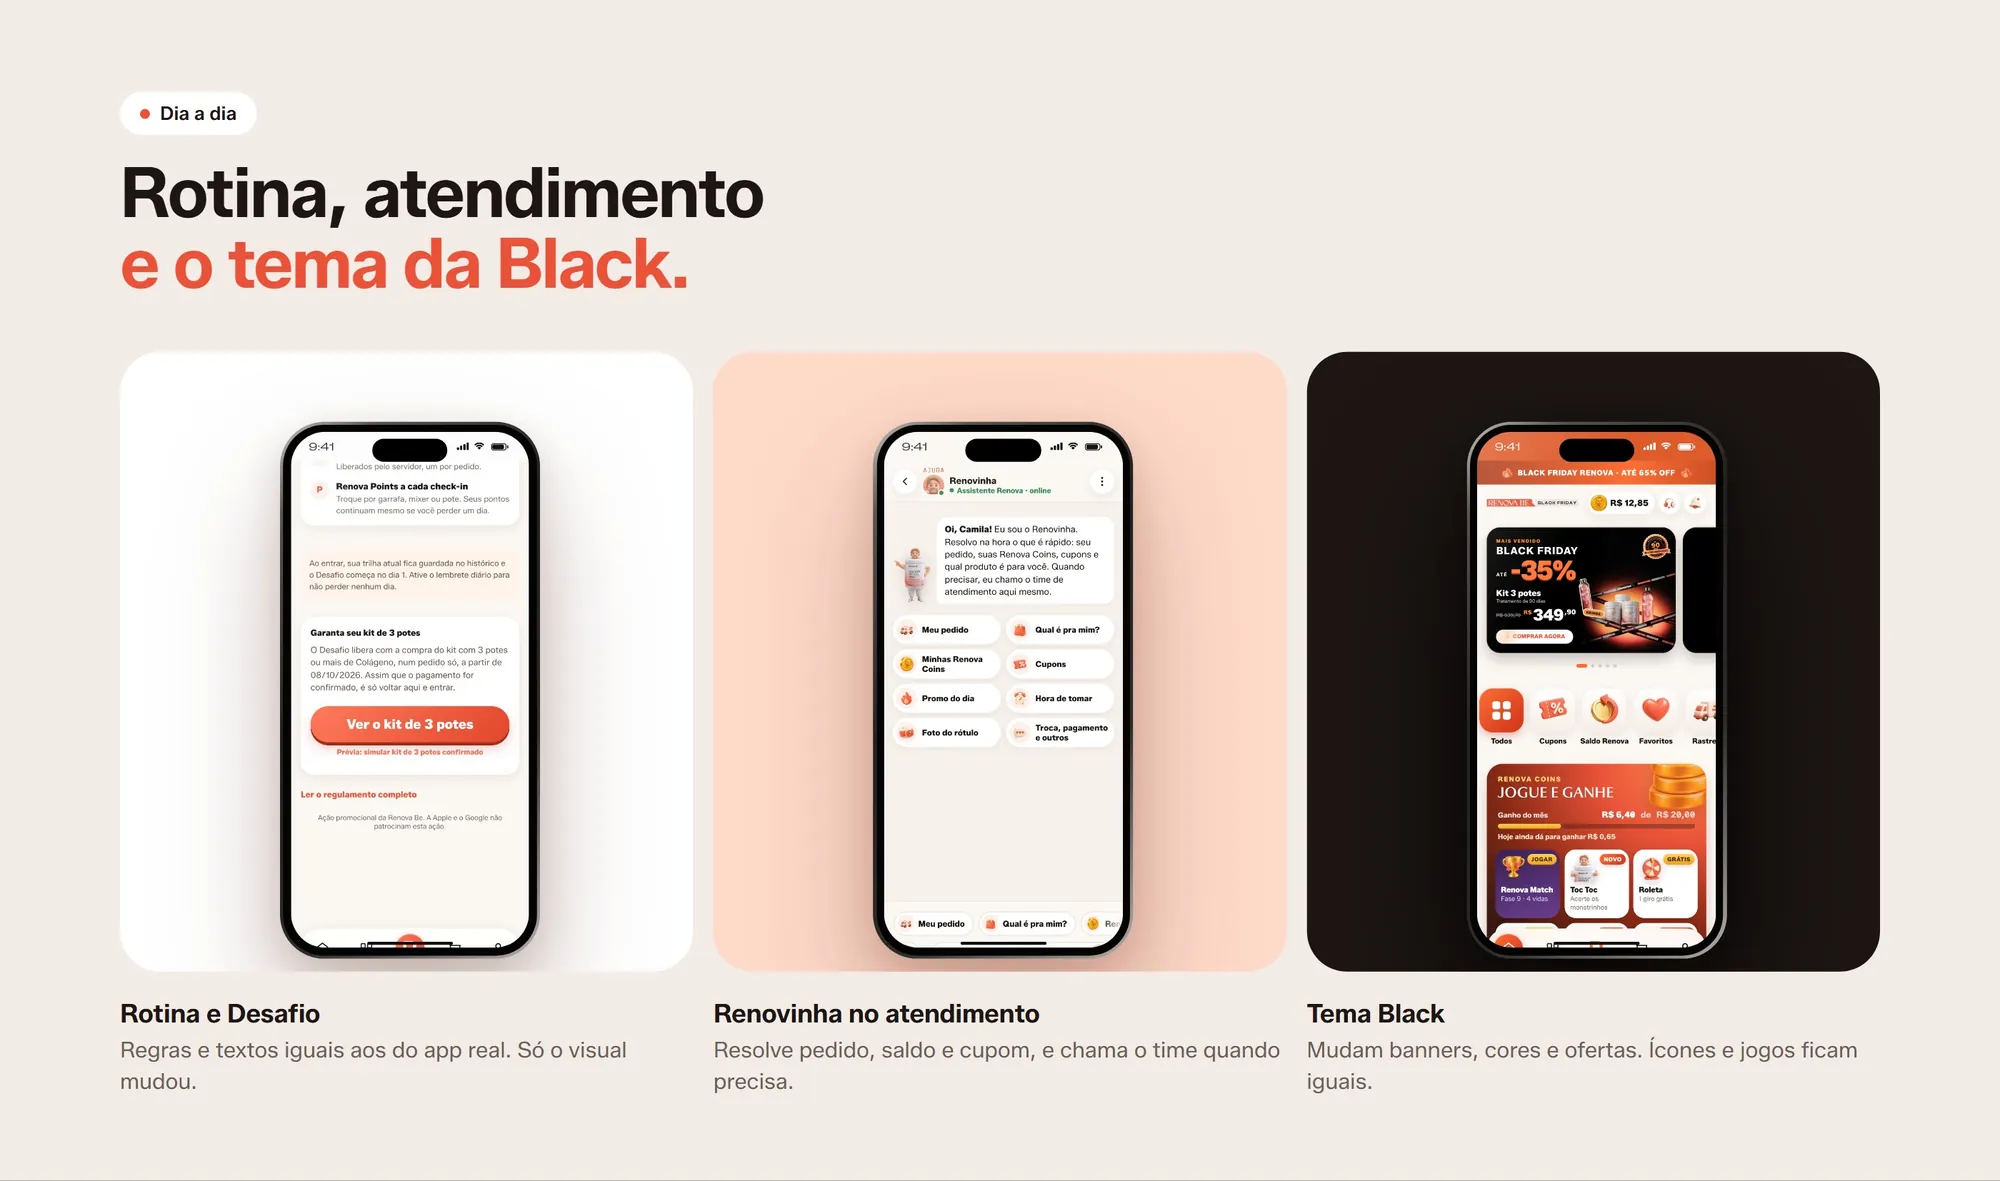 Dia a dia
Rotina, atendimento
e o tema da Black.
9:41
Liberados pelo servidor, um por pedido.
P
Renova Points a cada check-in
Troque por garrafa, mixer ou pote. Seus pontos
continuam mesmo se você perder um dia.
Ao entrar, sua trilha atual fica guardada no histórico e
o Desafio começa no dia 1. Ative o lembrete diário para
não perder nenhum dia.
Garanta seu kit de 3 potes
O Desafio libera com a compra do kit com 3 potes
ou mais de Colágeno, num pedido só, a partir de
08/10/2026. Assim que o pagamento for
confirmado, é só voltar aqui e entrar.
Ver o kit de 3 potes
Prévia: simular kit de 3 potes confirmado
Ler o regulamento completo
Ação promocional da Renova Be. A Apple e o Google não
patrocinam esta ação.
Rotina e Desafio
Regras e textos iguais aos do app real. Só o visual
mudou.
9:41
AJUDA
Renovinha
Assistente Renova · online
Oi, Camila! Eu sou o Renovinha.
Resolvo na hora o que é rápido: seu
pedido, suas Renova Coins, cupons e
qual produto é para você. Quando
precisar, eu chamo o time de
atendimento aqui mesmo.
Meu pedido
Qual é pra mim?
Minhas Renova
Coins
Cupons
Promo do dia
Hora de tomar
Foto do rótulo
Troca, pagamento
e outros
Meu pedido
Qual é pra mim?
Ren
Renovinha no atendimento
Resolve pedido, saldo e cupom, e chama o time quando
precisa.
9:41
BLACK FRIDAY RENOVA · ATÉ 65% OFF
RENOVA BE
BLACK FRIDAY
R$ 12,85
MAIS VENDIDO
BLACK FRIDAY
ATÉ -35%
90
Kit 3 potes
Tratamento de 90 dias
R$ 349,90
COMPRAR AGORA
Todos
Cupons
Saldo Renova
Favoritos
Rastre
RENOVA COINS
JOGUE E GANHE
Ganho do mês
R$ 6,40 de R$ 20,00
Hoje ainda dá para ganhar R$ 0,65
JOGAR
Renova Match
Fase 9 · 4 vidas
NOVO
Toc Toc
Acerte os
monstrinhos
GRÁTIS
Roleta
1 giro grátis
Tema Black
Mudam banners, cores e ofertas. Ícones e jogos ficam
iguais.